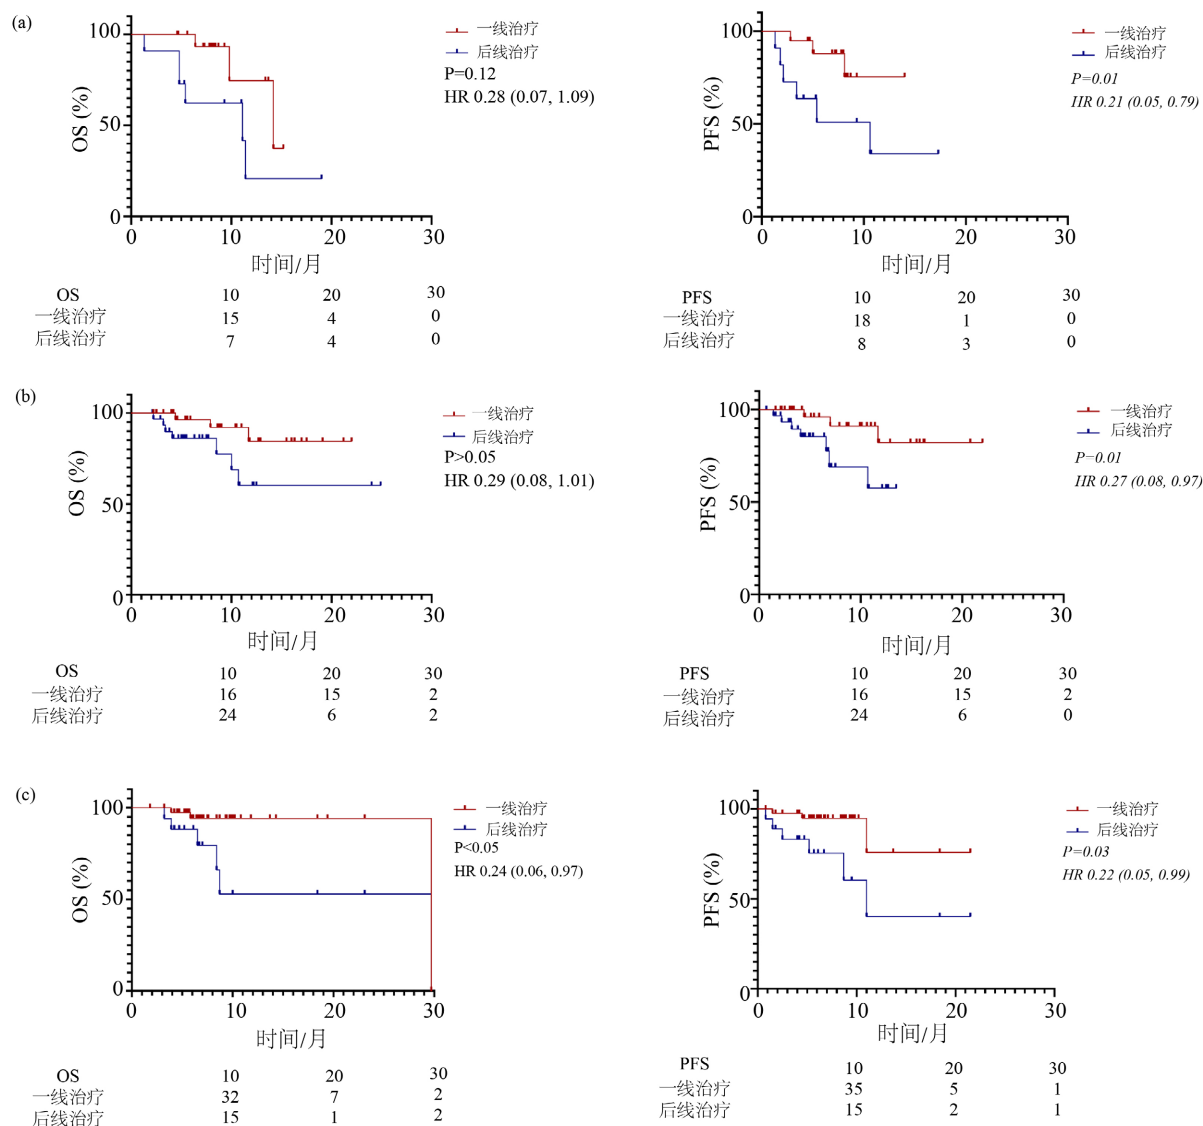 (a)
100
50
0
0 10 20 30
OS (%)
时间/月
一线治疗
后线治疗
P=0.12
HR 0.28 (0.07, 1.09)
OS 10 20 30
一线治疗 15 4 0
后线治疗 7 4 0
100
50
0
0 10 20 30
PFS (%)
时间/月
一线治疗
后线治疗
P=0.01
HR 0.21 (0.05, 0.79)
PFS 10 20 30
一线治疗 18 1 0
后线治疗 8 3 0
(b)
100
50
0
0 10 20 30
OS (%)
时间/月
一线治疗
后线治疗
P>0.05
HR 0.29 (0.08, 1.01)
OS 10 20 30
一线治疗 16 15 2
后线治疗 24 6 2
100
50
0
0 10 20 30
PFS (%)
时间/月
一线治疗
后线治疗
P=0.01
HR 0.27 (0.08, 0.97)
PFS 10 20 30
一线治疗 16 15 2
后线治疗 24 6 0
(c)
100
50
0
0 10 20 30
OS (%)
时间/月
一线治疗
后线治疗
P<0.05
HR 0.24 (0.06, 0.97)
OS 10 20 30
一线治疗 32 7 2
后线治疗 15 1 2
100
50
0
0 10 20 30
PFS (%)
时间/月
一线治疗
后线治疗
P=0.03
HR 0.22 (0.05, 0.99)
PFS 10 20 30
一线治疗 35 5 1
后线治疗 15 2 1